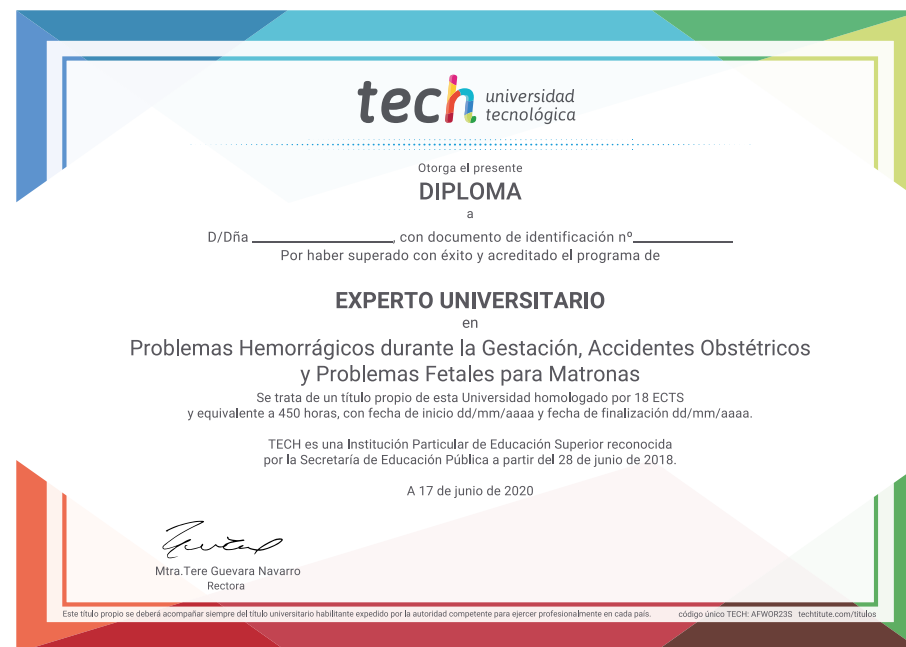 tech universidad
tecnológica
Otorga el presente
DIPLOMA
a
D/Dña ____________, con documento de identificación nº____________
Por haber superado con éxito y acreditado el programa de
EXPERTO UNIVERSITARIO
en
Problemas Hemorrágicos durante la Gestación, Accidentes Obstétricos
y Problemas Fetales para Matronas
Se trata de un título propio de esta Universidad homologado por 18 ECTS
y equivalente a 450 horas, con fecha de inicio dd/mm/aaaa y fecha de finalización dd/mm/aaaa.
TECH es una Institución Particular de Educación Superior reconocida
por la Secretaría de Educación Pública a partir del 28 de junio de 2018.
A 17 de junio de 2020
Mtra.Tere Guevara Navarro
Rectora
Este título propio se deberá acompañar siempre del título universitario habilitante expedido por la autoridad competente para ejercer profesionalmente en cada país. código único TECH: AFWOR23S techtitute.com/titulos